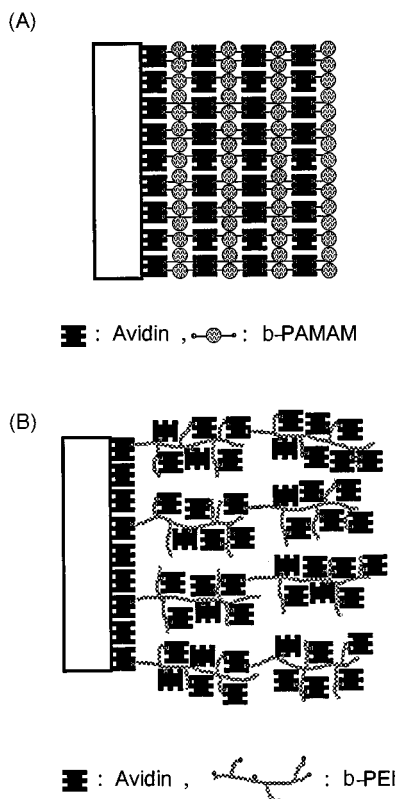 (A)
: Avidin , : b-PAMAM
(B)
: Avidin, : b-PEI